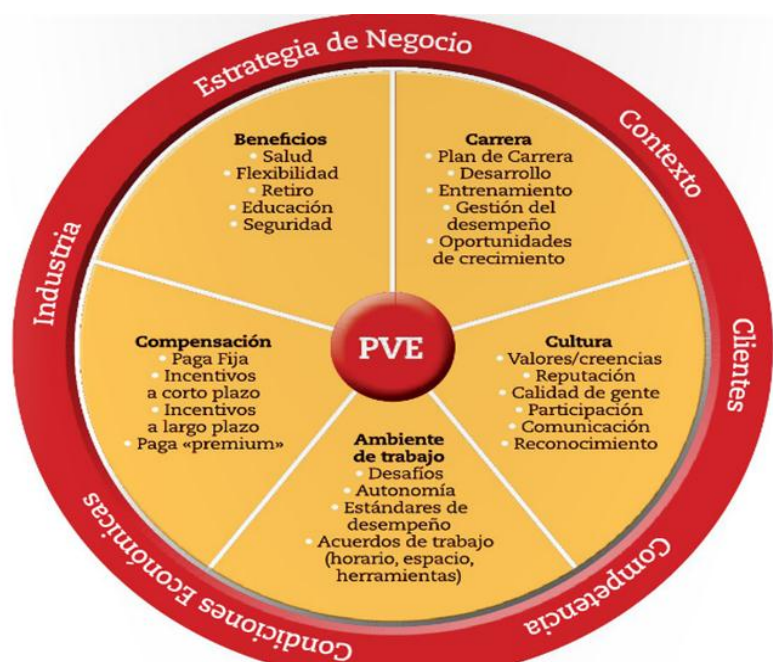 Estrategia de Negocio
Contexto
Clientes
Competencia
Condiciones Económicas
Industria
Beneficios
• Salud
• Flexibilidad
• Retiro
• Educación
• Seguridad
Carrera
• Plan de Carrera
• Desarrollo
• Entrenamiento
• Gestión del
desempeño
• Oportunidades
de crecimiento
Compensación
• Paga Fija
• Incentivos
a corto plazo
• Incentivos
a largo plazo
• Paga «premium»
PVE
Cultura
• Valores/creencias
• Reputación
• Calidad de gente
• Participación
• Comunicación
• Reconocimiento
Ambiente
de trabajo
• Desafíos
• Autonomía
• Estándares de
desempeño
• Acuerdos de trabajo
(horario, espacio,
herramientas)